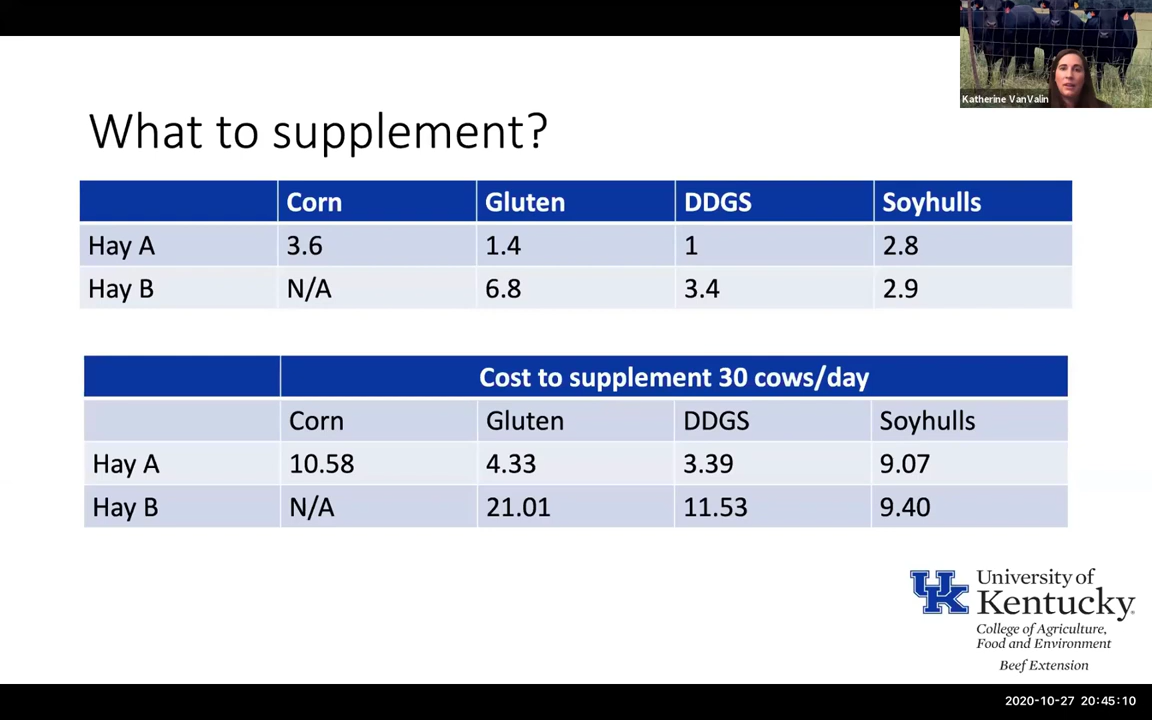 Katherine VanValin
What to supplement?
Corn Gluten DDGS Soyhulls
Hay A 3.6 1.4 1 2.8
Hay B N/A 6.8 3.4 2.9
Cost to supplement 30 cows/day
Corn Gluten DDGS Soyhulls
Hay A 10.58 4.33 3.39 9.07
Hay B N/A 21.01 11.53 9.40
UK University of
Kentucky
College of Agriculture,
Food and Environment
Beef Extension
2020-10-27 20:45:10